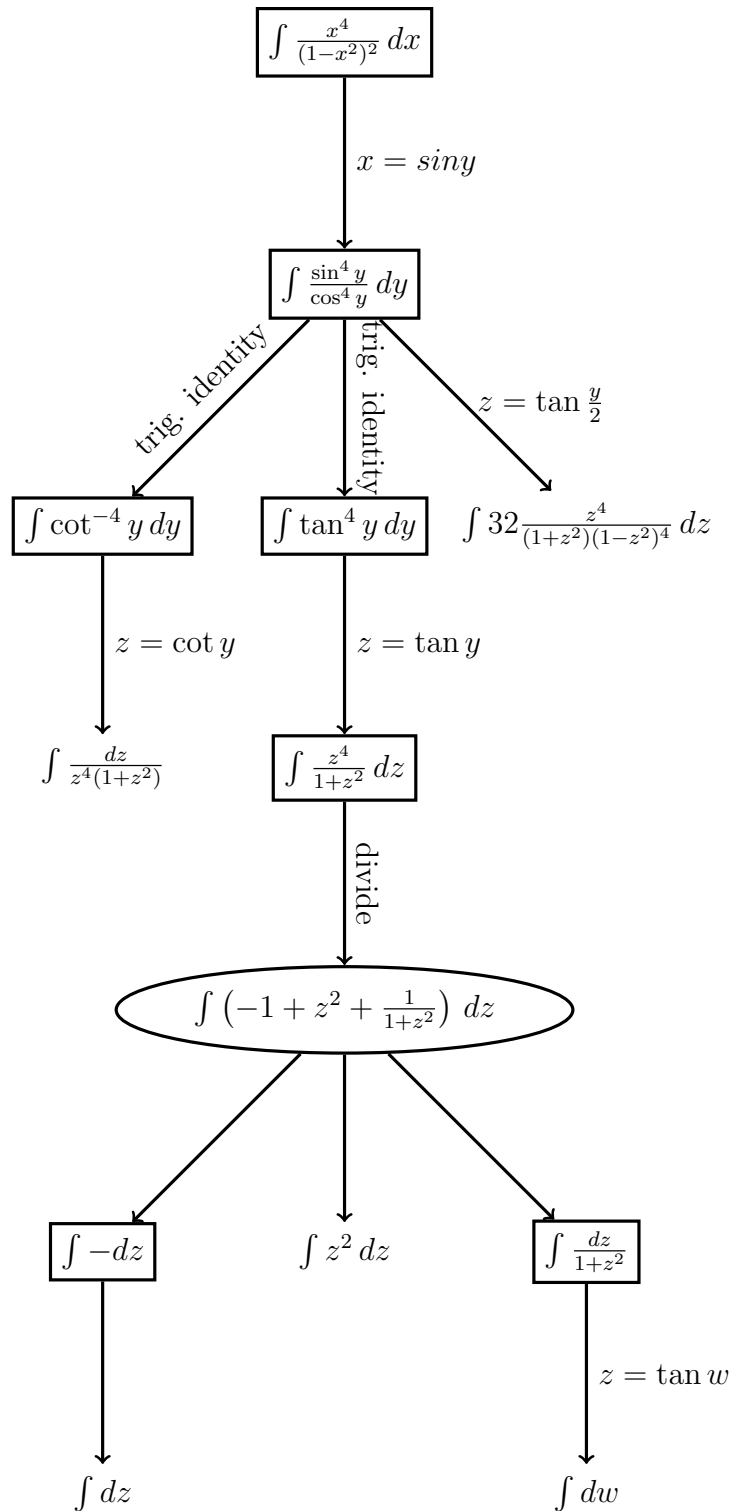 ∫ x⁴/(1−x²)² dx
x = siny
∫ sin⁴ y/cos⁴ y dy
trig. identity
trig. identity
z = tan y/2
∫ cot⁻⁴ y dy
∫ tan⁴ y dy
∫ 32 z⁴/((1+z²)(1−z²)⁴) dz
z = cot y
z = tan y
∫ dz/(z⁴(1+z²))
∫ z⁴/(1+z²) dz
divide
∫ (−1 + z² + 1/(1+z²)) dz
∫ −dz
∫ z² dz
∫ dz/(1+z²)
z = tan w
∫ dz
∫ dw